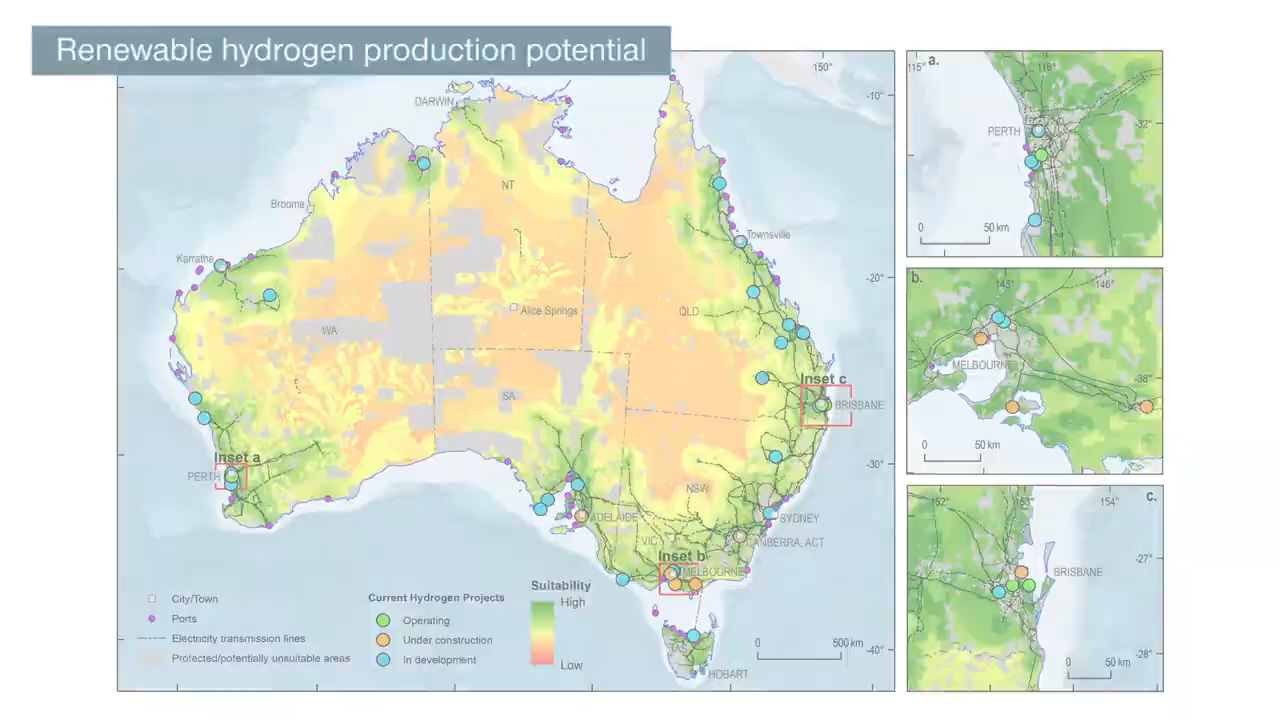 Renewable hydrogen production potential
150°
-10°
DARWIN
NT
Broome
Karratha
Townsville
-20°
Alice Springs
QLD
WA
Inset c
SA
BRISBANE
Inset a
-30°
PERTH
NSW
ADELAIDE
SYDNEY
VIC
CANBERRA, ACT
Inset b
MELBOURNE
TAS
-40°
HOBART
City/Town
Ports
Electricity transmission lines
Protected/potentially unsuitable areas
Current Hydrogen Projects
Operating
Under construction
In development
Suitability
High
Low
0 500 km
115° a. 116°
PERTH
-32°
0 50 km
b. 145° 146°
MELBOURNE
-38°
0 50 km
152° 153° 154° c.
-27°
BRISBANE
-28°
0 50 km